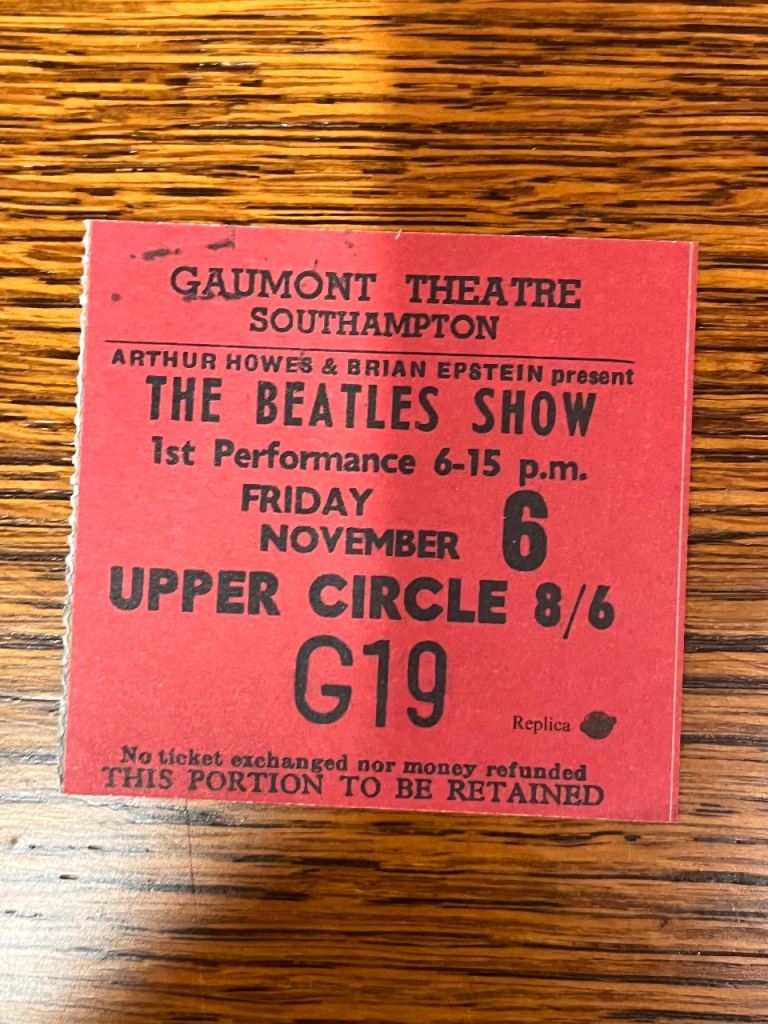 GAUMONT THEATRE
SOUTHAMPTON
ARTHUR HOWES & BRIAN EPSTEIN present
THE BEATLES SHOW
1st Performance 6-15 p.m.
FRIDAY
NOVEMBER 6
UPPER CIRCLE 8/6
G19
Replica
No ticket exchanged nor money refunded
THIS PORTION TO BE RETAINED